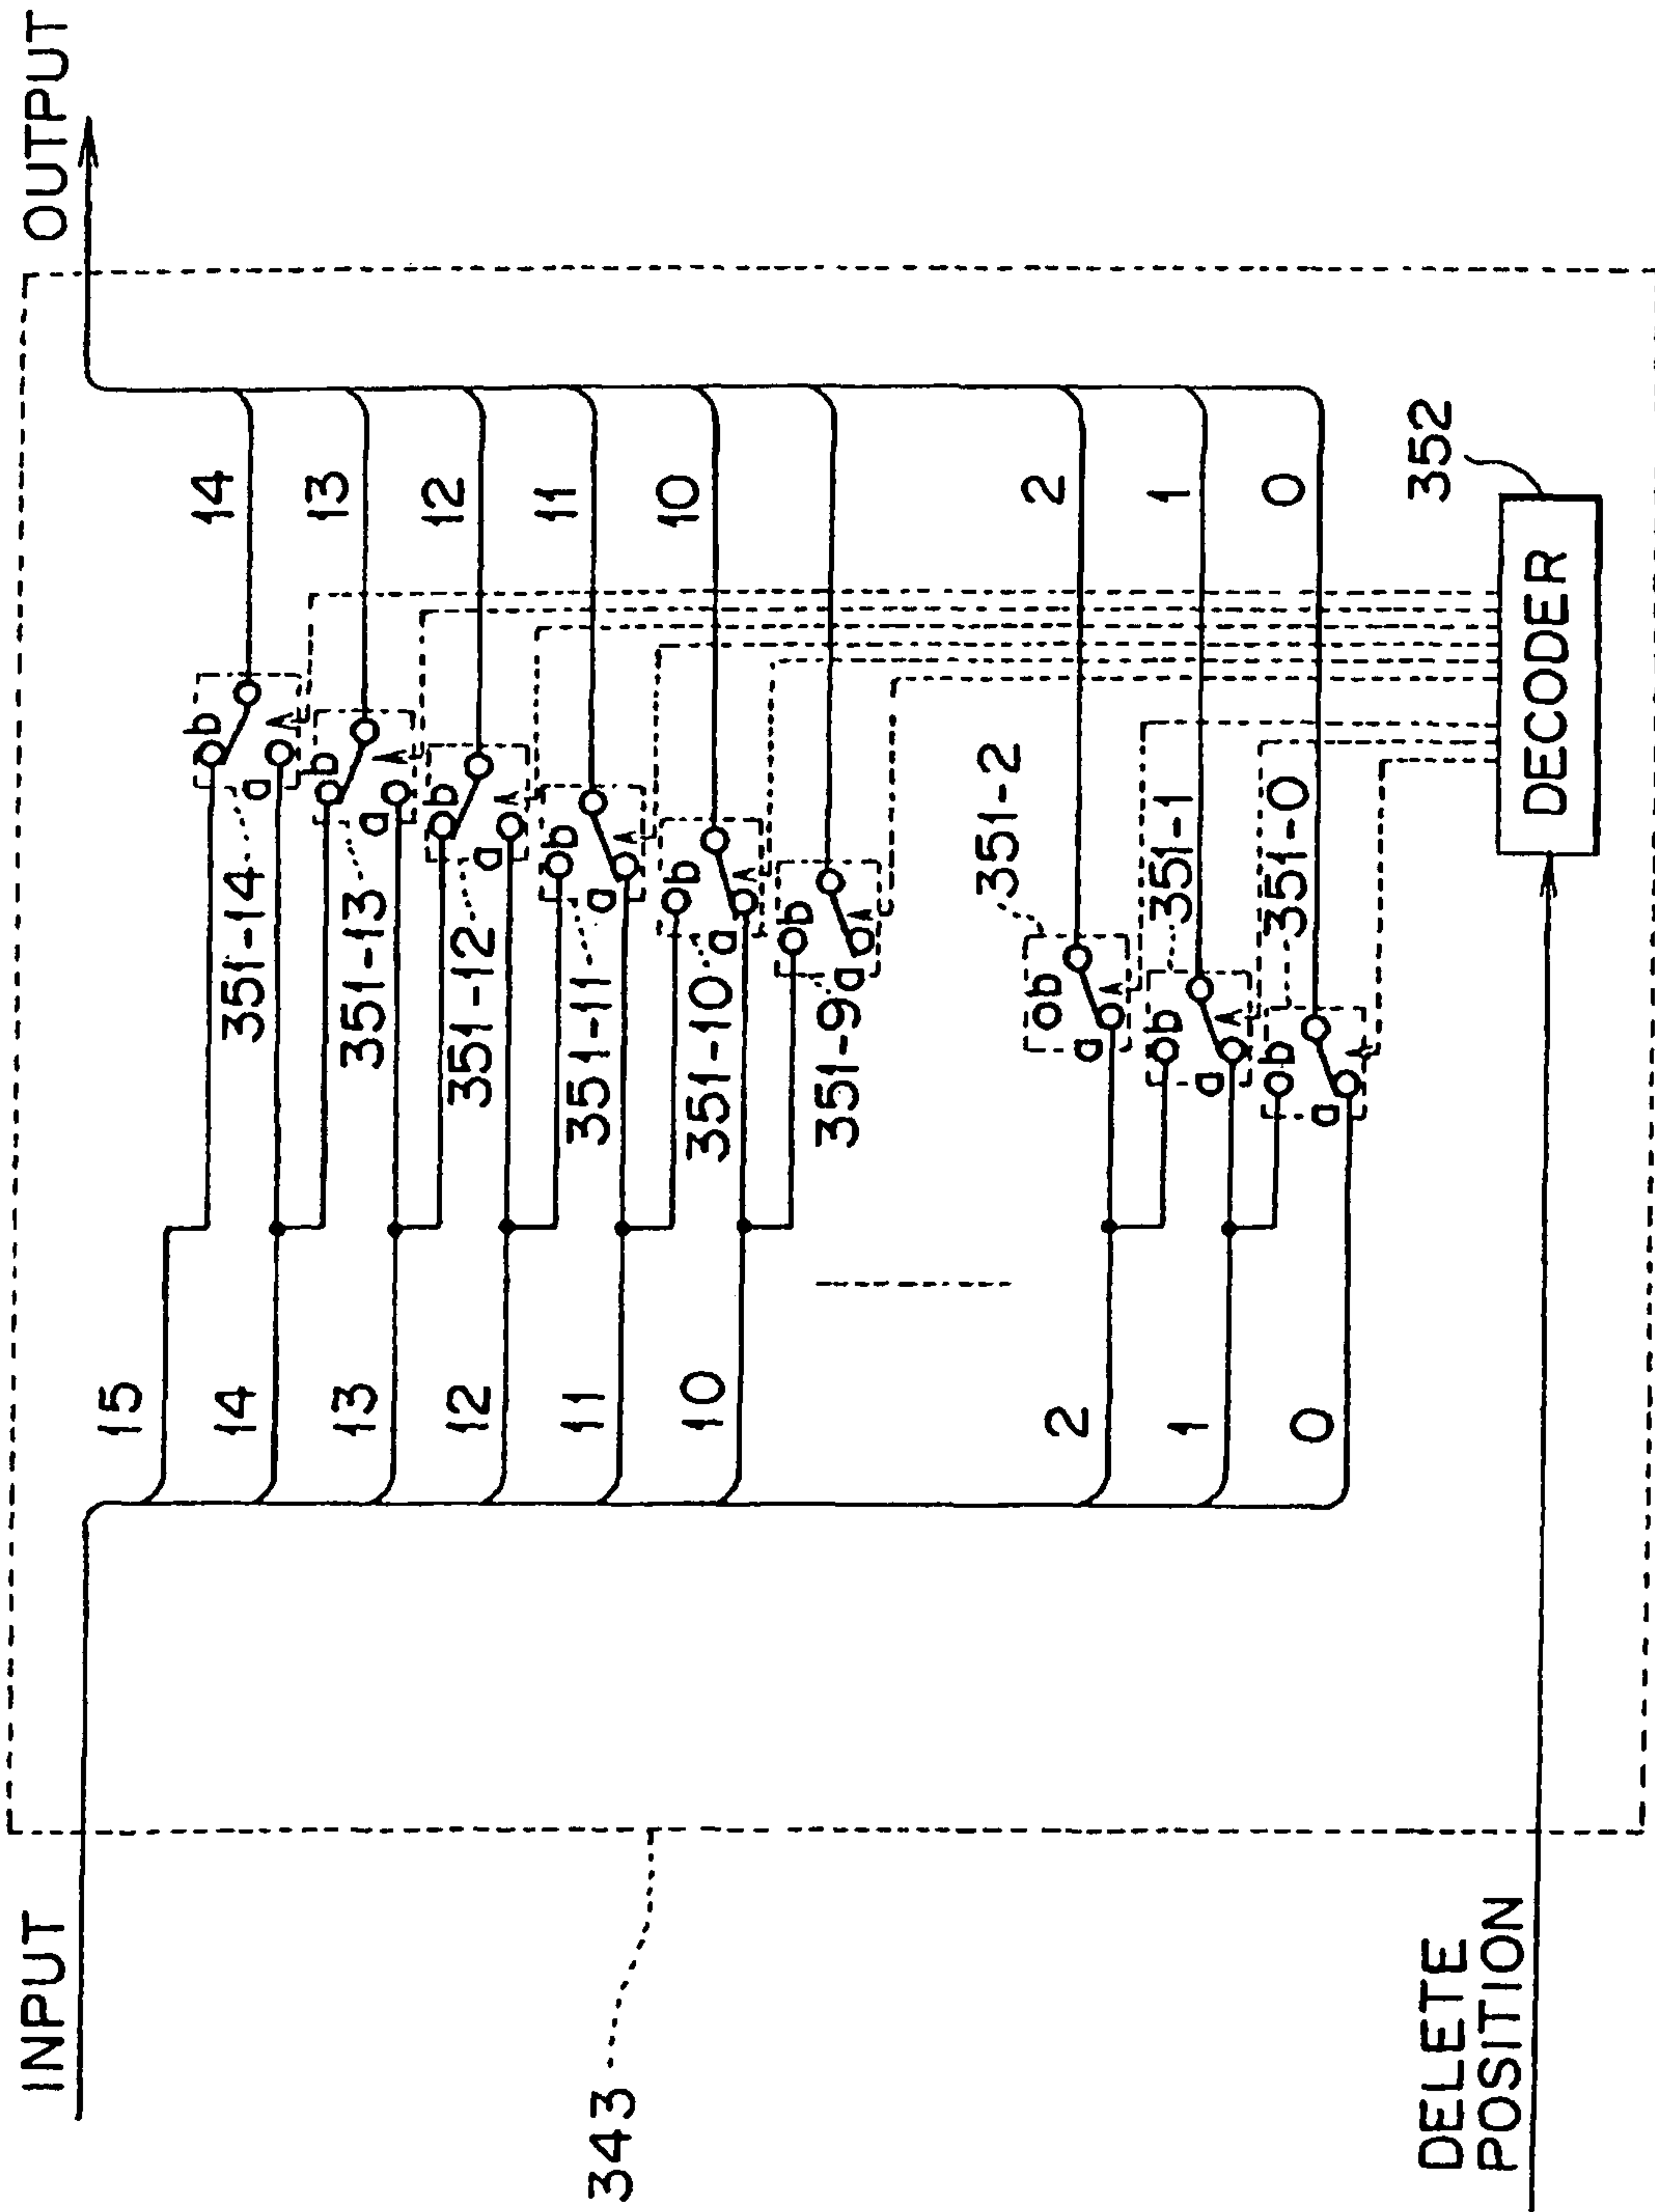 INPUT
OUTPUT
15
14
13
12
11
10
2
1
0
b
a
351-14
b
a
351-13
b
a
351-12
b
a
351-11
b
a
351-10
b
a
351-9
b
a
351-2
b
a
351-1
b
a
351-0
14
13
12
11
10
2
1
0
343
DELETE
POSITION
DECODER
352